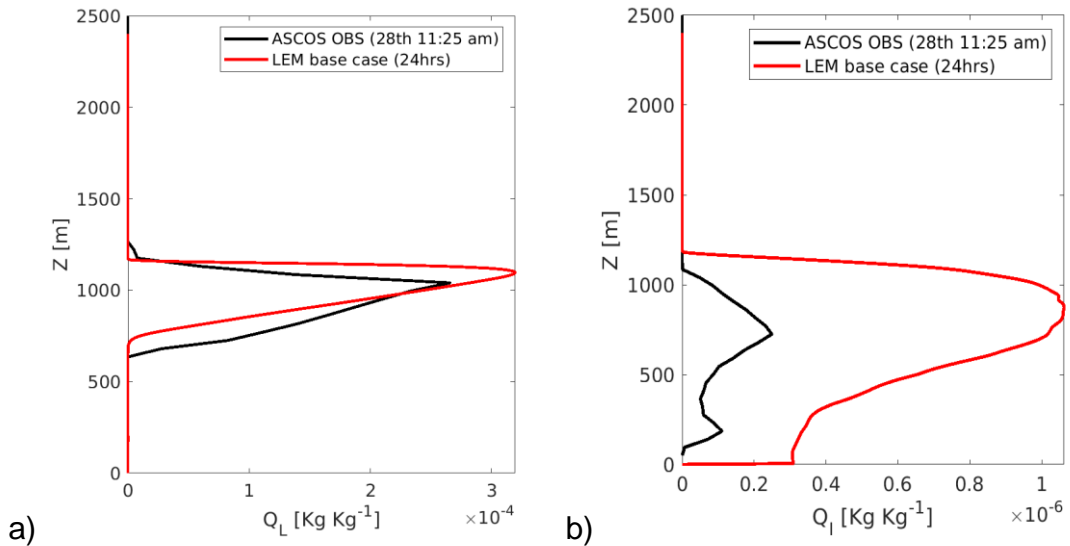 2500
2000
1500
1000
500
0
Z [m]
ASCOS OBS (28th 11:25 am)
LEM base case (24hrs)
0
1
2
3
×10⁻⁴
Q_L [Kg Kg⁻¹]
a)
2500
2000
1500
1000
500
0
Z [m]
ASCOS OBS (28th 11:25 am)
LEM base case (24hrs)
0
0.2
0.4
0.6
0.8
1
×10⁻⁶
Q_I [Kg Kg⁻¹]
b)